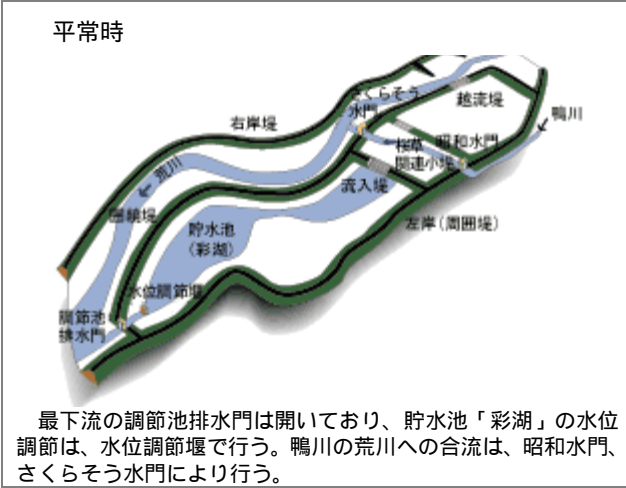 平常時
さくらそう
水門
越流堤
鴨川
右岸堤
桜草
昭和水門
関連小堤
荒川
流入堤
囲繞堤
貯水池
(彩湖)
左岸(周囲堤)
水位調節堰
調節池
排水門
最下流の調節池排水門は開いており、貯水池「彩湖」の水位
調節は、水位調節堰で行う。鴨川の荒川への合流は、昭和水門、
さくらそう水門により行う。